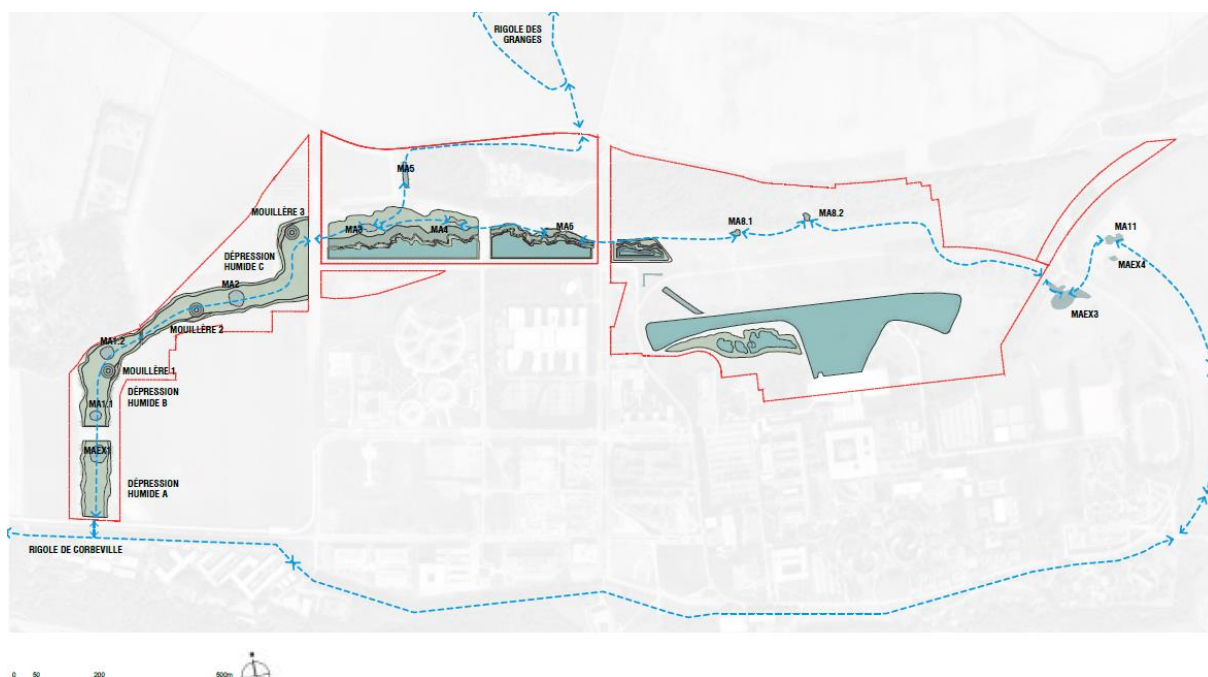 RIGOLE DES
GRANGES
MA5
MOUILLÈRE 3
MA3
MA4
MA6
MA8.1
MA8.2
MA11
MAEX4
MAEX3
DÉPRESSION
HUMIDE C
MA2
MOUILLÈRE 2
MA1.2
MOUILLÈRE 1
DÉPRESSION
HUMIDE B
MA1.1
MAEX1
DÉPRESSION
HUMIDE A
RIGOLE DE CORBEVILLE
0 50 200 500m